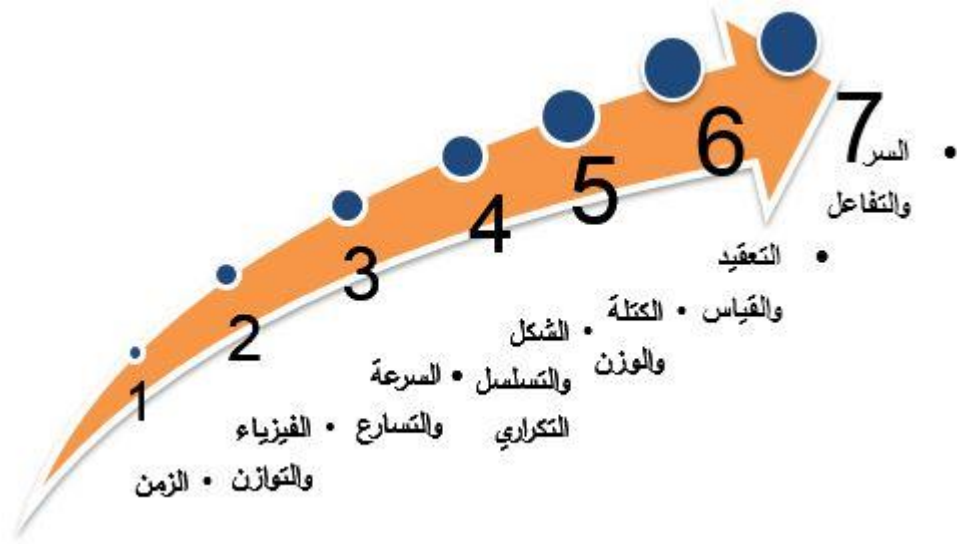 1
• الزمن
2
• الفيزياء
والتوازن
3
• السرعة
والتسارع
4
• الشكل
والتسلسل
التكراري
5
• الكتلة
والوزن
6
• التعقيد
والقياس
7
• السر
والتفاعل